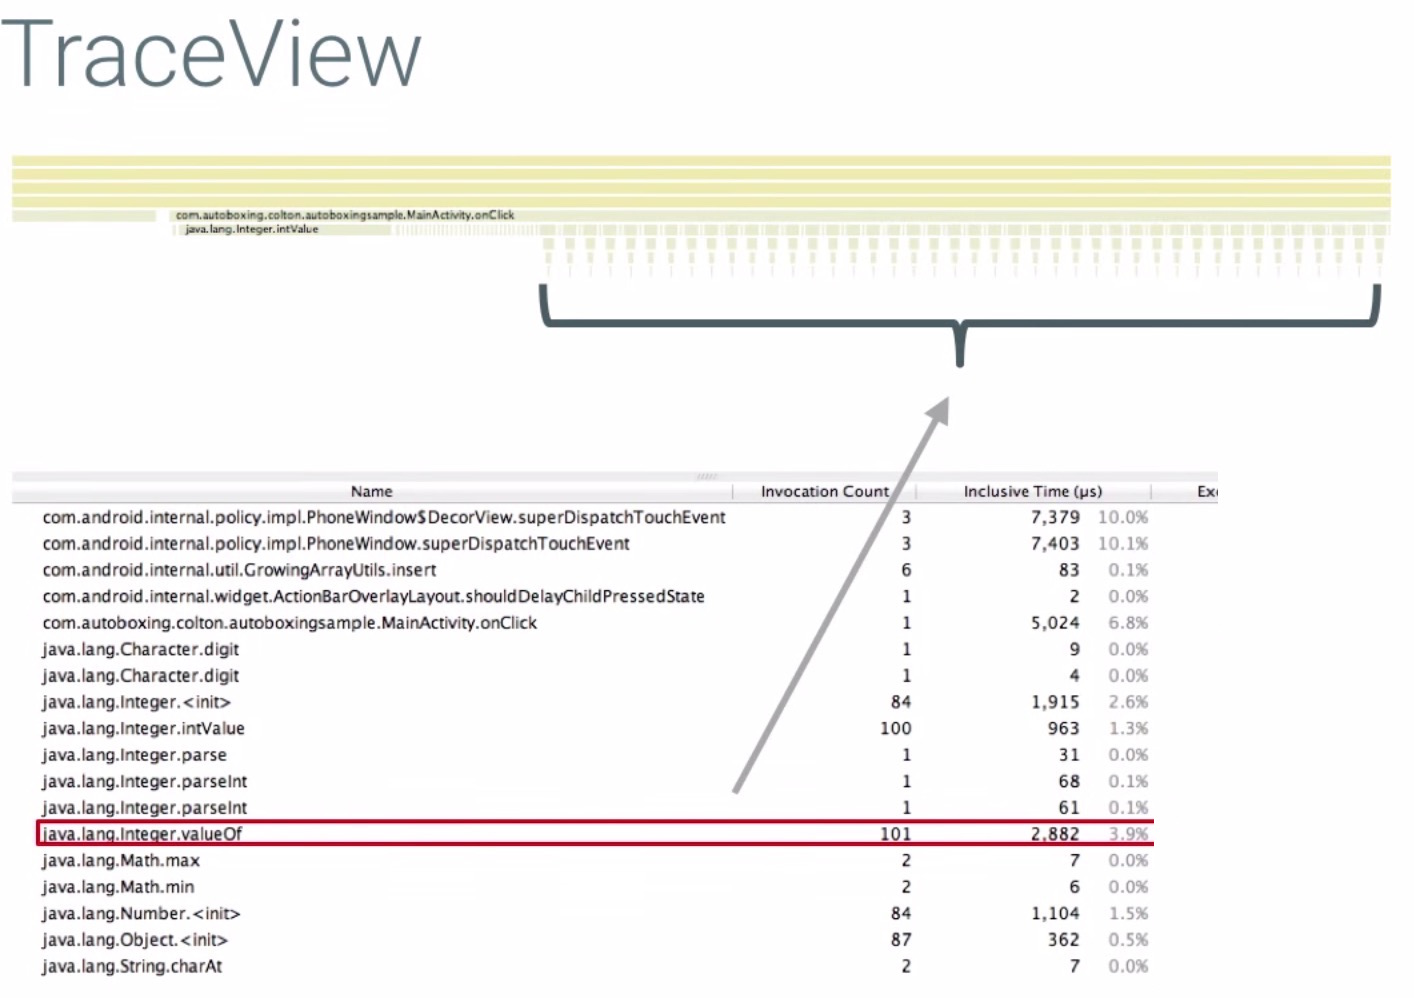 TraceView
com.autoboxing.colton.autoboxingsample.MainActivity.onClick
java.lang.Integer.intValue
Name Invocation Count Inclusive Time (µs)
com.android.internal.policy.impl.PhoneWindow$DecorView.superDispatchTouchEvent 3 7,379 10.0%
com.android.internal.policy.impl.PhoneWindow.superDispatchTouchEvent 3 7,403 10.1%
com.android.internal.util.GrowingArrayUtils.insert 6 83 0.1%
com.android.internal.widget.ActionBarOverlayLayout.shouldDelayChildPressedState 1 2 0.0%
com.autoboxing.colton.autoboxingsample.MainActivity.onClick 1 5,024 6.8%
java.lang.Character.digit 1 9 0.0%
java.lang.Character.digit 1 4 0.0%
java.lang.Integer.<init> 84 1,915 2.6%
java.lang.Integer.intValue 100 963 1.3%
java.lang.Integer.parse 1 31 0.0%
java.lang.Integer.parseInt 1 68 0.1%
java.lang.Integer.parseInt 1 61 0.1%
java.lang.Integer.valueOf 101 2,882 3.9%
java.lang.Math.max 2 7 0.0%
java.lang.Math.min 2 6 0.0%
java.lang.Number.<init> 84 1,104 1.5%
java.lang.Object.<init> 87 362 0.5%
java.lang.String.charAt 2 7 0.0%